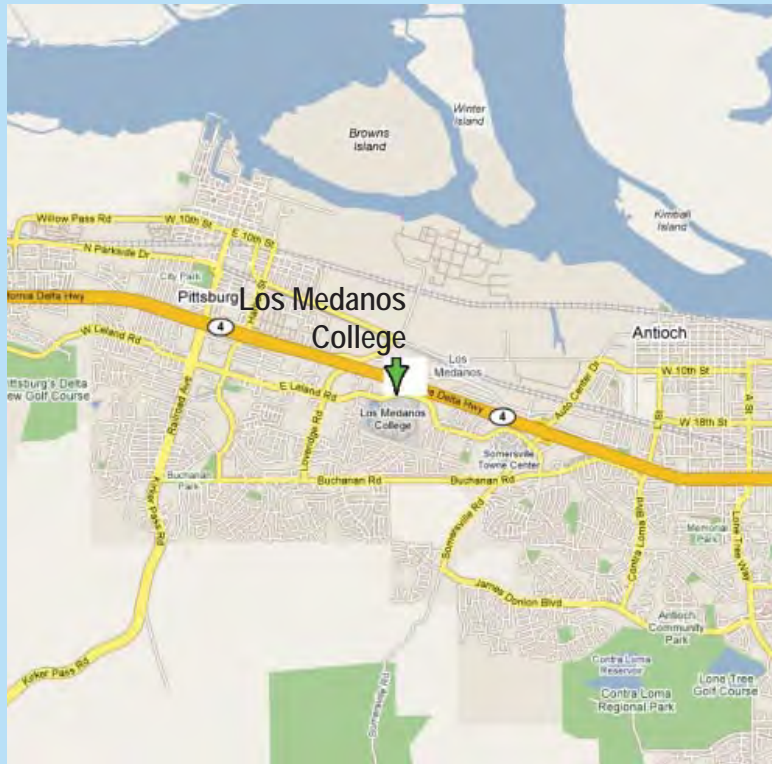 Winter
Island
Browns
Island
Kimball
Island
Willow Pass Rd
W 10th St
E 10th St
N Parkside Dr
City Park
Pittsburg
Los Medanos
College
4
W Leland Rd
Los
Medanos
Antioch
Auto Center Dr
W 10th St
L St
A St
W 18th St
E Leland Rd
Delta Hwy
4
Los Medanos
College
Railroad Ave
Loveridge Rd
Somersville
Towne Center
Buchanan
Park
Buchanan Rd
Buchanan Rd
Kirker Pass Rd
Somersville Rd
Contra Loma Blvd
Memorial
Park
Lone Tree Way
James Donlon Blvd
Antioch
Community
Park
Kirker Pass Rd
Somersville Rd
Contra Loma
Reservoir
Contra Loma
Regional Park
Lone Tree
Golf Course